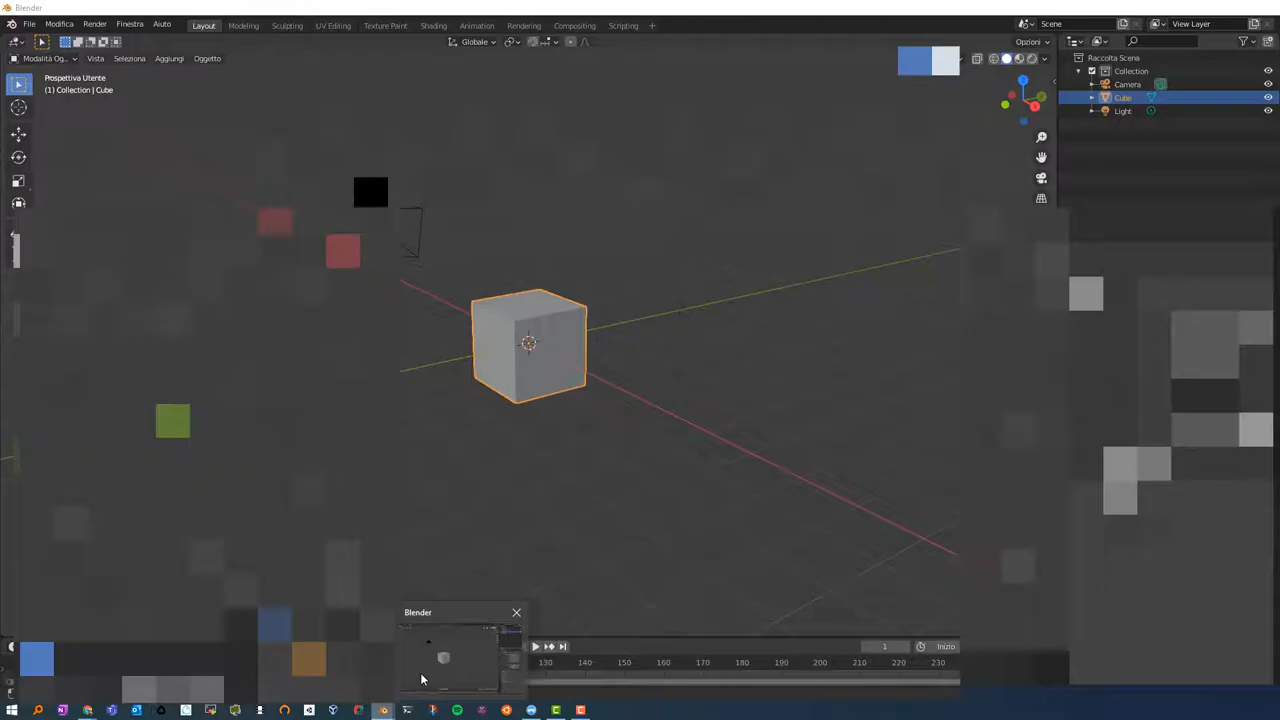 Blender
File Modifica Render Finestra Aiuto Layout Modeling Sculpting UV Editing Texture Paint Shading Animation Rendering Compositing Scripting + Scene View Layer
Globale Opzioni
Modalità Og... Vista Seleziona Aggiungi Oggetto
Raccolta Scena
Prospettiva Utente
Collection
(1) Collection | Cube
Camera
Cube
Light
Blender
1 Inizio
130 140 150 160 170 180 190 200 210 220 230